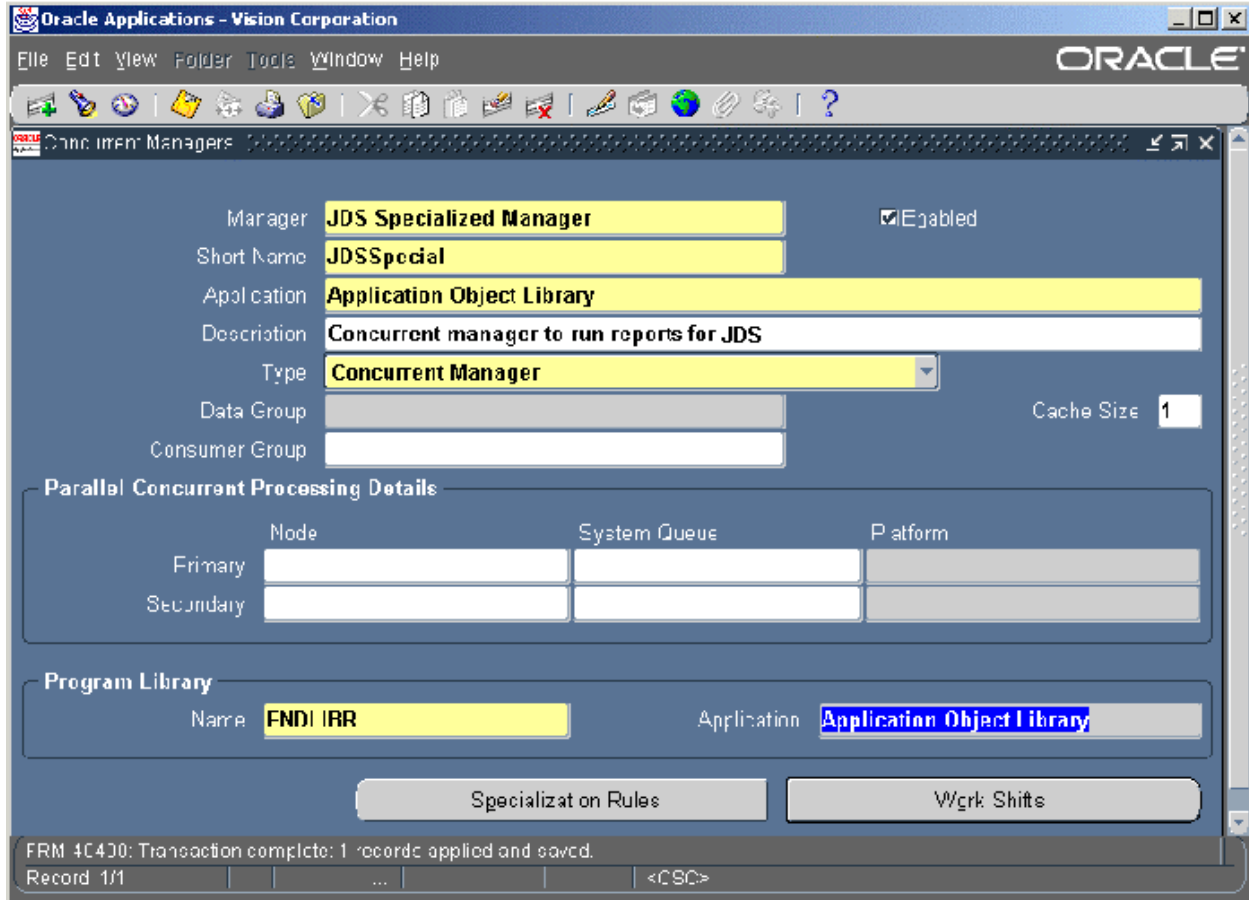 Oracle Applications - Vision Corporation
File Edit View Folder Tools Window Help
ORACLE
Concurrent Managers
Manager JDS Specialized Manager Enabled
Short Name JDSSpecial
Application Application Object Library
Description Concurrent manager to run reports for JDS
Type Concurrent Manager
Data Group Cache Size 1
Consumer Group
Parallel Concurrent Processing Details
Node System Queue Platform
Primary
Secondary
Program Library
Name FNDLIBR Application Application Object Library
Specialization Rules Work Shifts
FRM-40400: Transaction complete: 1 records applied and saved.
Record: 1/1 ... <OSC>